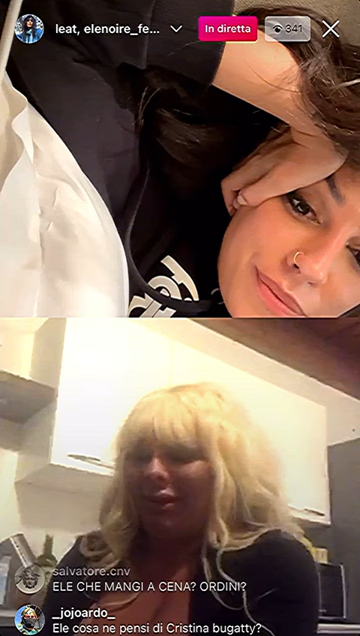 leat, elenoire_fe...
In diretta
341
salvatore.cnv
ELE CHE MANGI A CENA? ORDINI?
_jojoardo_
Ele cosa ne pensi di Cristina bugatty?